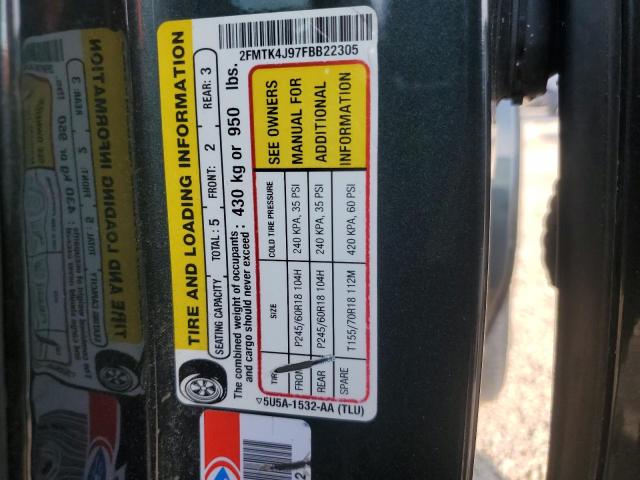 TIRE AND LOADING INFORMATION
SEATING CAPACITY TOTAL: 5 FRONT: 2 REAR: 3
The combined weight of occupants and cargo should never exceed: 430 kg or 950 lbs.
TIRE SIZE COLD TIRE PRESSURE
FRONT P245/60R18 104H 240 KPA, 35 PSI
REAR P245/60R18 104H 240 KPA, 35 PSI
SPARE T155/70R18 112M 420 KPA, 60 PSI
SEE OWNERS
MANUAL FOR
ADDITIONAL
INFORMATION
5U5A-1532-AA (TLU)
2FMTK4J97FBB22305